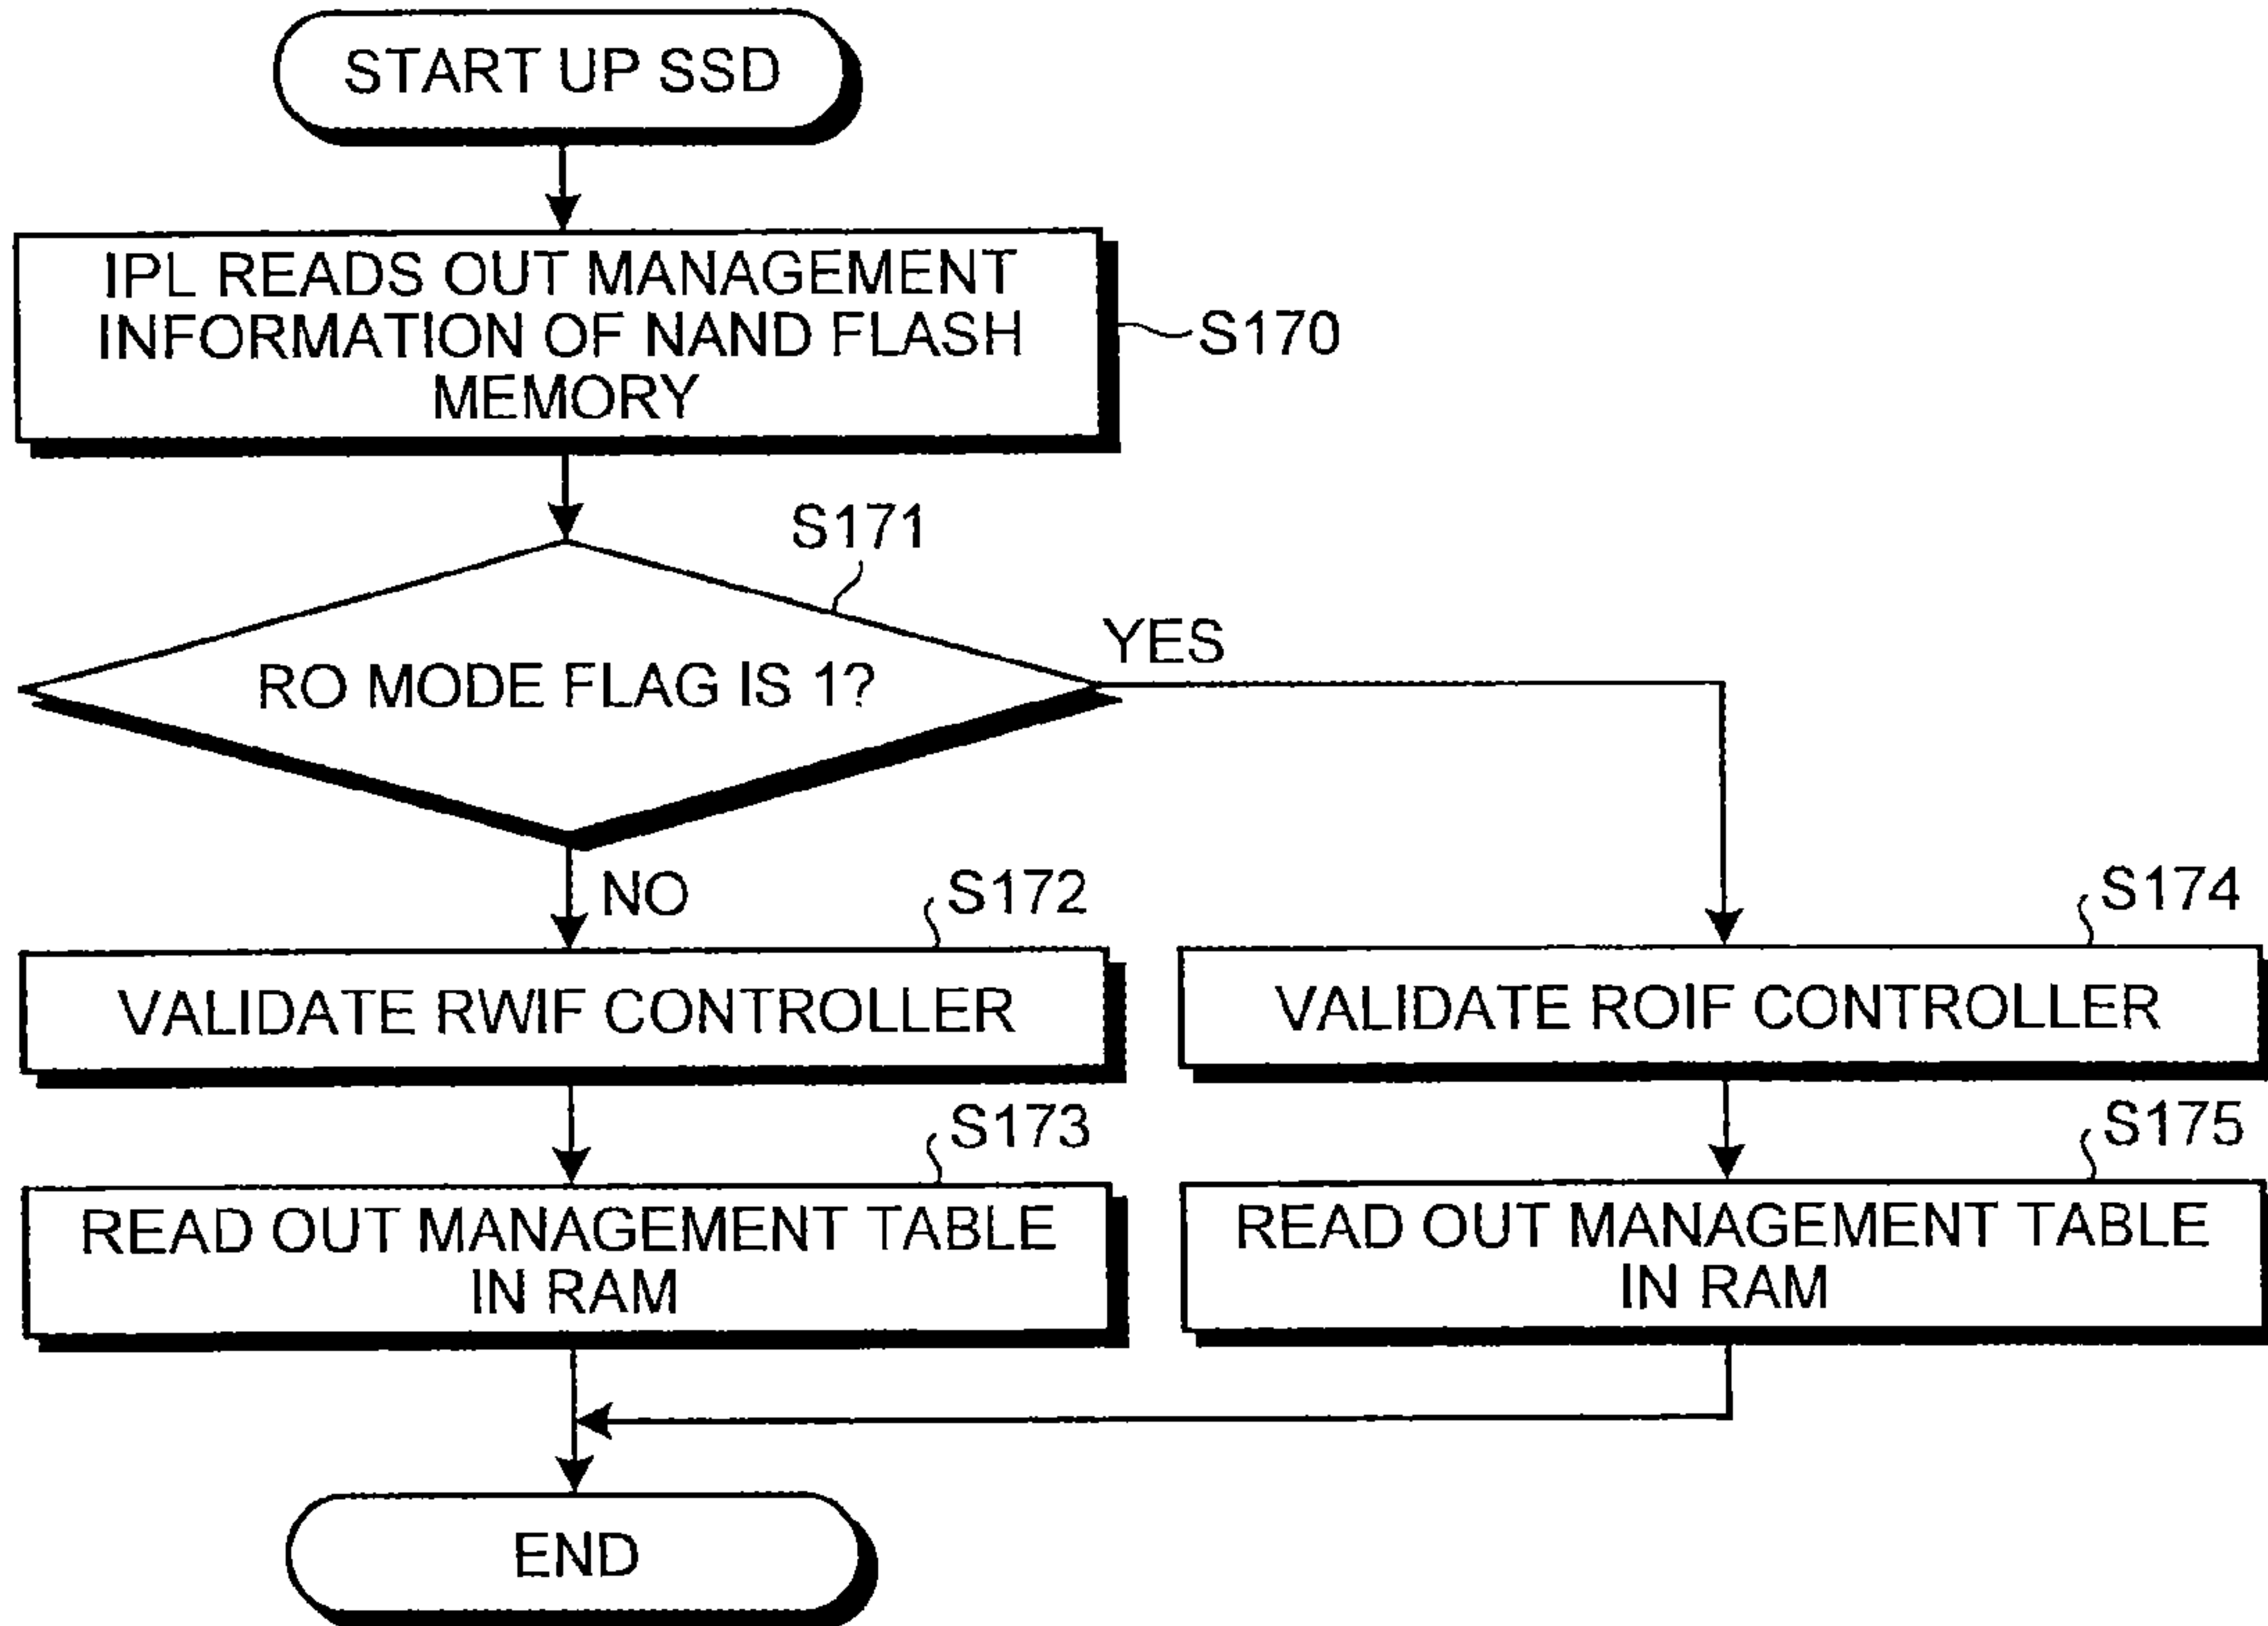 START UP SSD
IPL READS OUT MANAGEMENT
INFORMATION OF NAND FLASH
MEMORY
S170
S171
RO MODE FLAG IS 1?
YES
NO
S172
VALIDATE RWIF CONTROLLER
S174
VALIDATE ROIF CONTROLLER
S173
READ OUT MANAGEMENT TABLE
IN RAM
S175
READ OUT MANAGEMENT TABLE
IN RAM
END